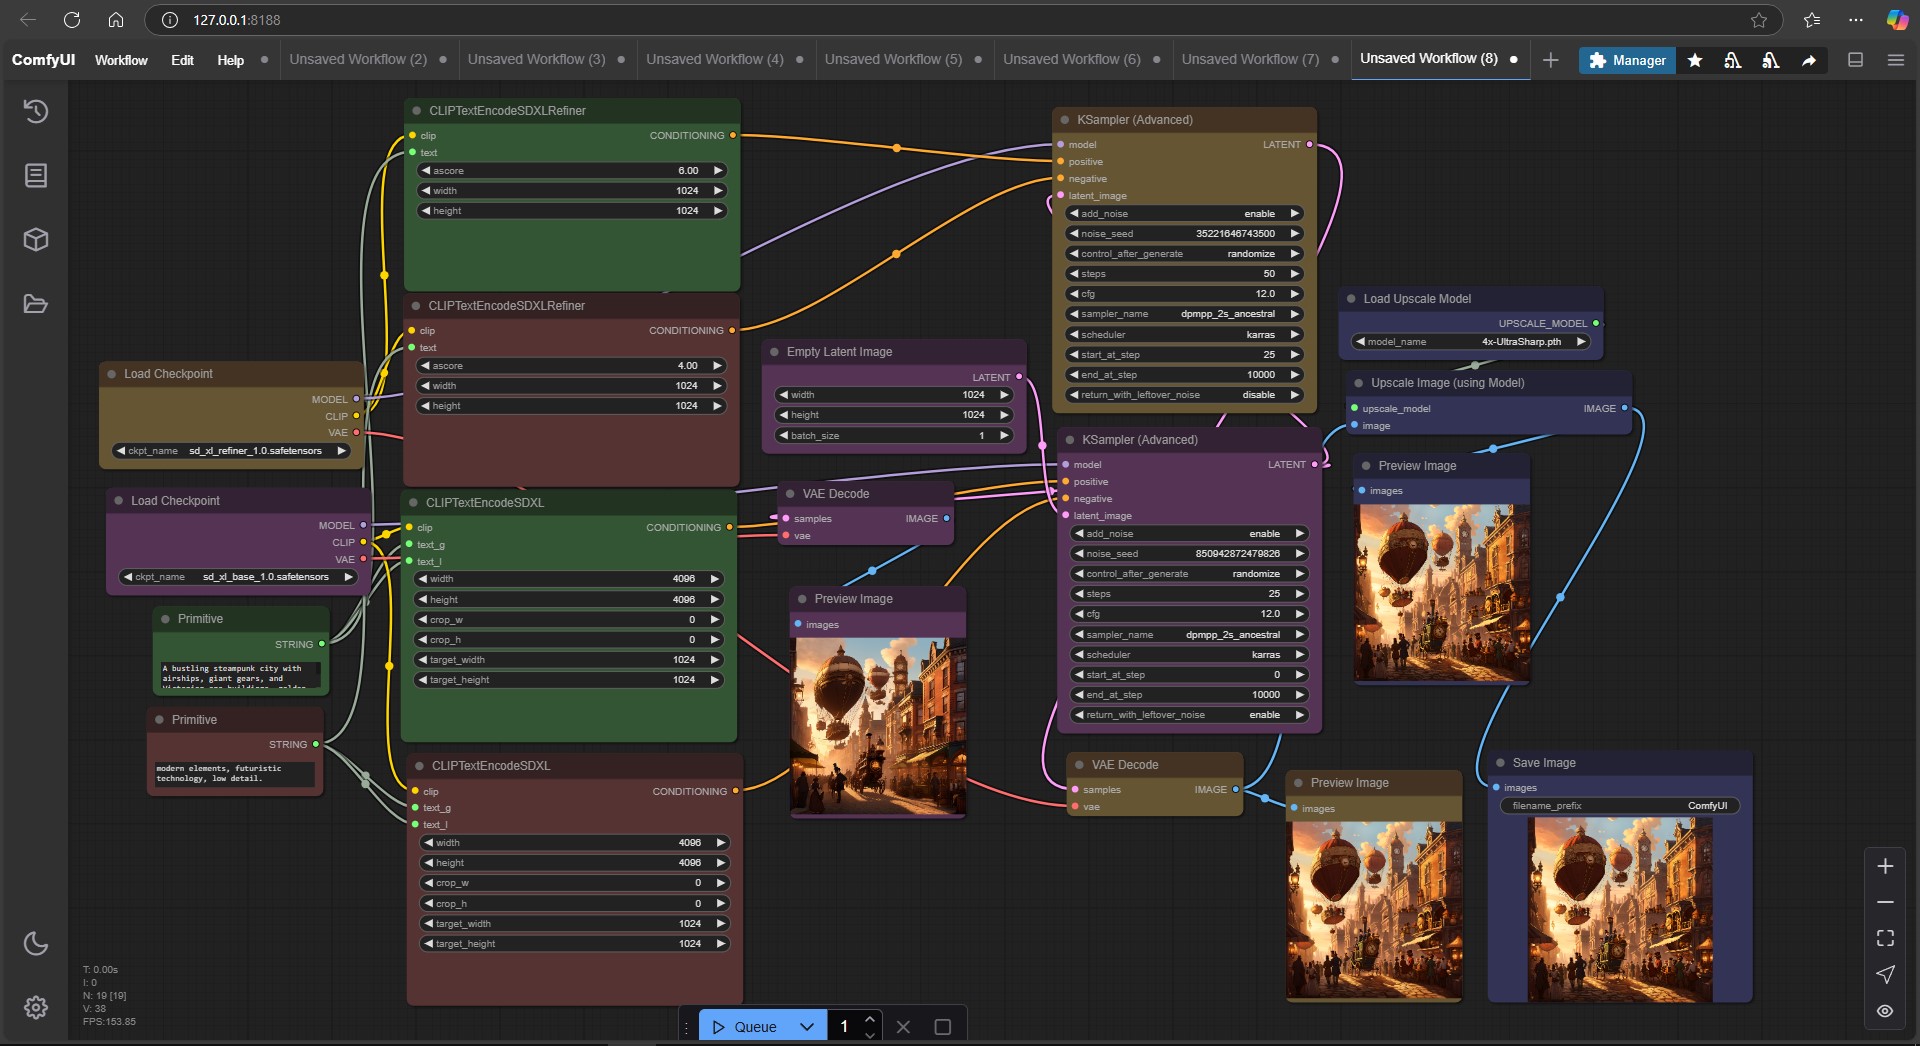 127.0.0.1:8188
ComfyUI
Workflow
Edit
Help
Unsaved Workflow (2)
Unsaved Workflow (3)
Unsaved Workflow (4)
Unsaved Workflow (5)
Unsaved Workflow (6)
Unsaved Workflow (7)
Unsaved Workflow (8)
Manager
CLIPTextEncodeSDXLRefiner
clip
CONDITIONING
text
ascore 6.00
width 1024
height 1024
CLIPTextEncodeSDXLRefiner
clip
CONDITIONING
text
ascore 4.00
width 1024
height 1024
Load Checkpoint
MODEL
CLIP
VAE
ckpt_name sd_xl_refiner_1.0.safetensors
Load Checkpoint
MODEL
CLIP
VAE
ckpt_name sd_xl_base_1.0.safetensors
Primitive
STRING
A bustling steampunk city with
airships, giant gears, and
Primitive
STRING
modern elements, futuristic
technology, low detail.
CLIPTextEncodeSDXL
clip
CONDITIONING
text_g
text_l
width 4096
height 4096
crop_w 0
crop_h 0
target_width 1024
target_height 1024
CLIPTextEncodeSDXL
clip
CONDITIONING
text_g
text_l
width 4096
height 4096
crop_w 0
crop_h 0
target_width 1024
target_height 1024
Empty Latent Image
LATENT
width 1024
height 1024
batch_size 1
VAE Decode
samples
IMAGE
vae
Preview Image
images
KSampler (Advanced)
model
LATENT
positive
negative
latent_image
add_noise enable
noise_seed 35221646743500
control_after_generate randomize
steps 50
cfg 12.0
sampler_name dpmpp_2s_ancestral
scheduler karras
start_at_step 25
end_at_step 10000
return_with_leftover_noise disable
KSampler (Advanced)
model
LATENT
positive
negative
latent_image
add_noise enable
noise_seed 850942872479826
control_after_generate randomize
steps 25
cfg 12.0
sampler_name dpmpp_2s_ancestral
scheduler karras
start_at_step 0
end_at_step 10000
return_with_leftover_noise enable
VAE Decode
samples
IMAGE
vae
Preview Image
images
Load Upscale Model
UPSCALE_MODEL
model_name 4x-UltraSharp.pth
Upscale Image (using Model)
upscale_model
IMAGE
image
Preview Image
images
Save Image
images
filename_prefix ComfyUI
T: 0.00s
I: 0
N: 19 [19]
V: 38
FPS:153.85
Queue
1